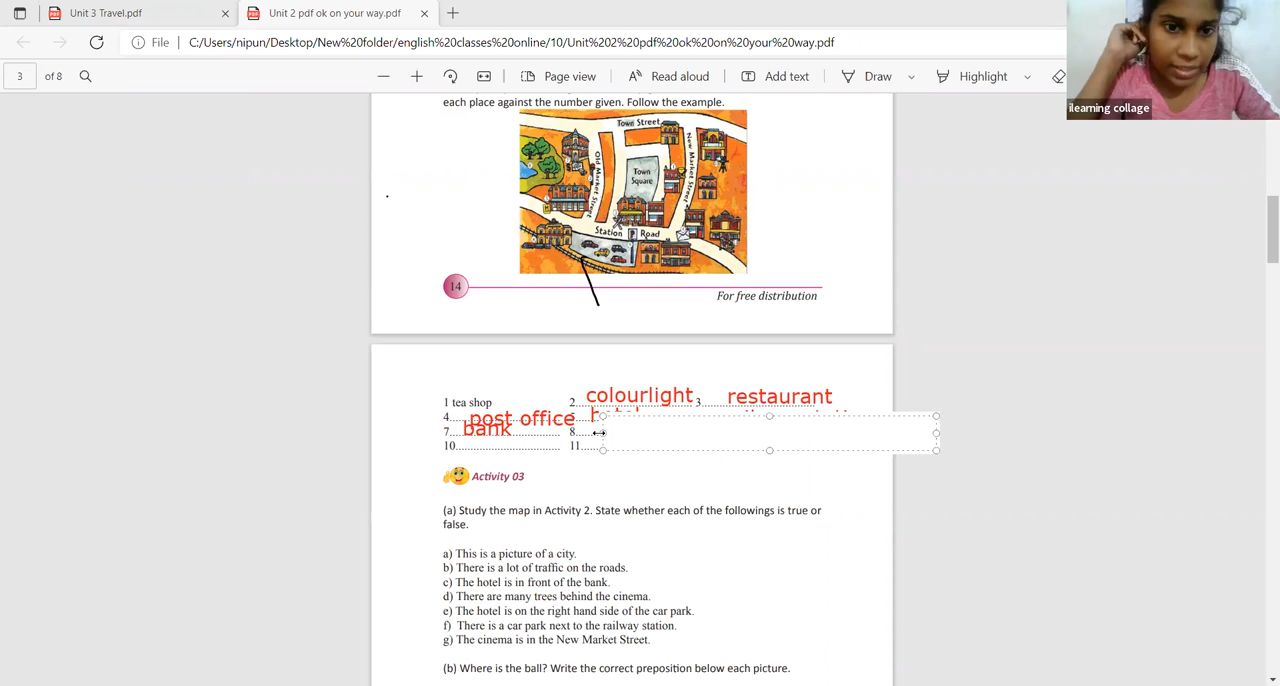 Unit 3 Travel.pdf
Unit 2 pdf ok on your way.pdf
File C:/Users/nipun/Desktop/New%20folder/english%20classes%20online/10/Unit%202%20pdf%20ok%20on%20your%20way.pdf
3 of 8 Page view Read aloud Add text Draw Highlight
ilearning collage
each place against the number given. Follow the example.
Town Street
Old Market Street
New Market Street
Town
Square
Station P Road
14
For free distribution
1 tea shop 2 colourlight 3 restaurant
4 post office hotel
7 bank 8
10 11
Activity 03
(a) Study the map in Activity 2. State whether each of the followings is true or
false.
a) This is a picture of a city.
b) There is a lot of traffic on the roads.
c) The hotel is in front of the bank.
d) There are many trees behind the cinema.
e) The hotel is on the right hand side of the car park.
f) There is a car park next to the railway station.
g) The cinema is in the New Market Street.
(b) Where is the ball? Write the correct preposition below each picture.